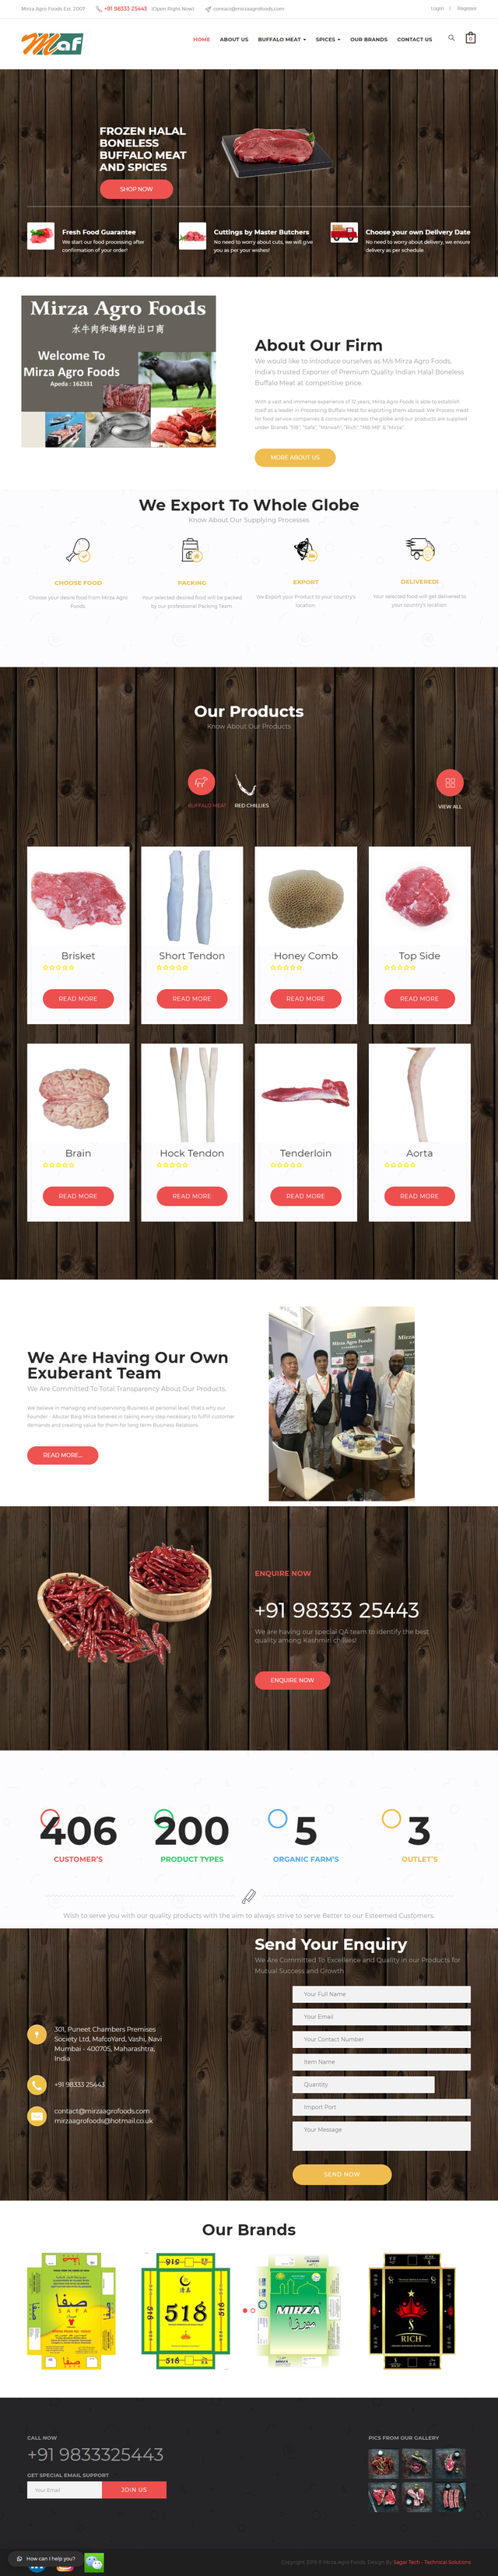 Mirza Agro Foods Est. 2007
+91 98333 25443 (Open Right Now)
contact@mirzaagrofoods.com
Login | Register
Maf
HOME ABOUT US BUFFALO MEAT SPICES OUR BRANDS CONTACT US
0
FROZEN HALAL
BONELESS
BUFFALO MEAT
AND SPICES
SHOP NOW
Fresh Food Guarantee
We start our food processing after
confirmation of your order!
Cuttings by Master Butchers
No need to worry about cuts, we will give
you as per your wishes!
Choose your own Delivery Date
No need to worry about delivery, we ensure
delivery as per schedule.
Mirza Agro Foods
水牛肉和海鲜的出口商
Welcome To
Mirza Agro Foods
Apeda : 162331
About Our Firm
We would like to introduce ourselves as M/s Mirza Agro Foods,
India's trusted Exporter of Premium Quality Indian Halal Boneless
Buffalo Meat at competitive price.
With a vast and immense experience of 12 years, Mirza Agro Foods is able to establish
itself as a leader in Processing Buffalo Meat for exporting them abroad. We Process meat
for food service companies & consumers across the globe and our products are supplied
under Brands "518", "Safa", "Marwah", "Rich", "MB-M8" & "Mirza".
MORE ABOUT US
We Export To Whole Globe
Know About Our Supplying Processes
CHOOSE FOOD
Choose your desire food from Mirza Agro
Foods.
PACKING
Your selected desired food will be packed
by our professional Packing Team
EXPORT
We Export your Product to your country's
location.
DELIVERED!
Your selected food will get delivered to
your country's location.
Our Products
Know About Our Products
BUFFALO MEAT
RED CHILLIES
VIEW ALL
Brisket
READ MORE
Short Tendon
READ MORE
Honey Comb
READ MORE
Top Side
READ MORE
Brain
READ MORE
Hock Tendon
READ MORE
Tenderloin
READ MORE
Aorta
READ MORE
We Are Having Our Own
Exuberant Team
We Are Committed To Total Transparency About Our Products.
We believe in managing and supervising Business at personel level, that's why our
Founder - Abuzar Baig Mirza believes in taking every step necessary to fulfill customer
demands and creating value for them for long term Business Relations.
READ MORE...
Mirza Agro Foods
Mirza
ENQUIRE NOW
+91 98333 25443
We are having our special QA team to identify the best
quality among Kashmiri chillies!
ENQUIRE NOW
406
CUSTOMER'S
200
PRODUCT TYPES
5
ORGANIC FARM'S
3
OUTLET'S
Wish to serve you with our quality products with the aim to always strive to serve Better to our Esteemed Customers.
Send Your Enquiry
We Are Committed To Excellence and Quality in our Products for
Mutual Success and Growth
301, Puneet Chambers Premises
Society Ltd, MafcoYard, Vashi, Navi
Mumbai - 400705, Maharashtra,
India
+91 98333 25443
contact@mirzaagrofoods.com
mirzaagrofoods@hotmail.co.uk
Your Full Name
Your Email
Your Contact Number
Item Name
Quantity
Import Port
Your Message
SEND NOW
Our Brands
صفا
SAFA
صفا
518
518
518
518
518
MIRZA
ميرزا
RICH
CALL NOW
+91 9833325443
GET SPECIAL EMAIL SUPPORT
Your Email
JOIN US
PICS FROM OUR GALLERY
How can I help you?
Copyright 2019 © Mirza Agro Foods. Design By Sagar Tech - Technical Solutions